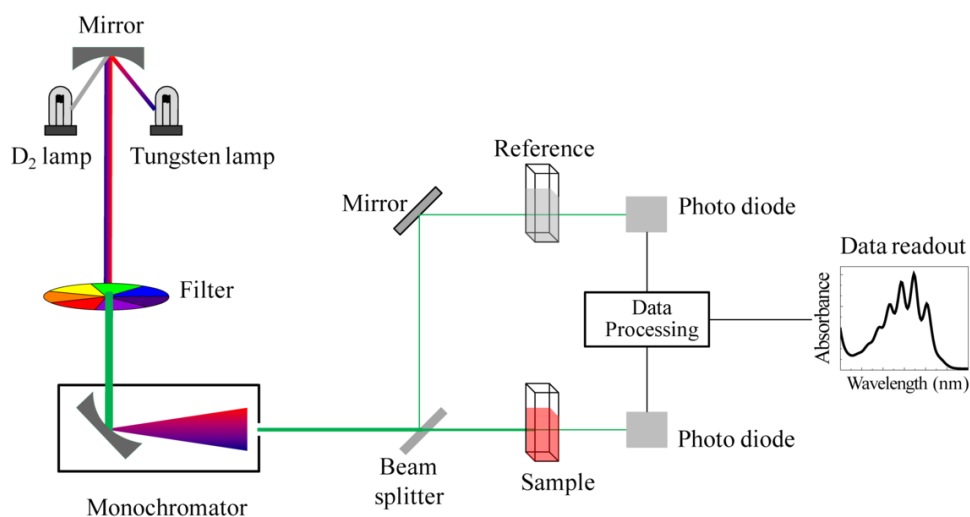 Mirror
D₂ lamp
Tungsten lamp
Filter
Monochromator
Mirror
Reference
Photo diode
Beam
splitter
Sample
Photo diode
Data
Processing
Data readout
Absorbance
Wavelength (nm)